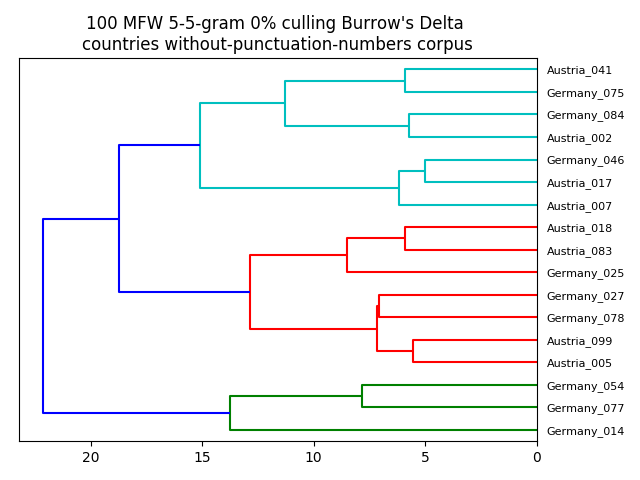 100 MFW 5-5-gram 0% culling Burrow's Delta
countries without-punctuation-numbers corpus
Austria_041
Germany_075
Germany_084
Austria_002
Germany_046
Austria_017
Austria_007
Austria_018
Austria_083
Germany_025
Germany_027
Germany_078
Austria_099
Austria_005
Germany_054
Germany_077
Germany_014
20 15 10 5 0